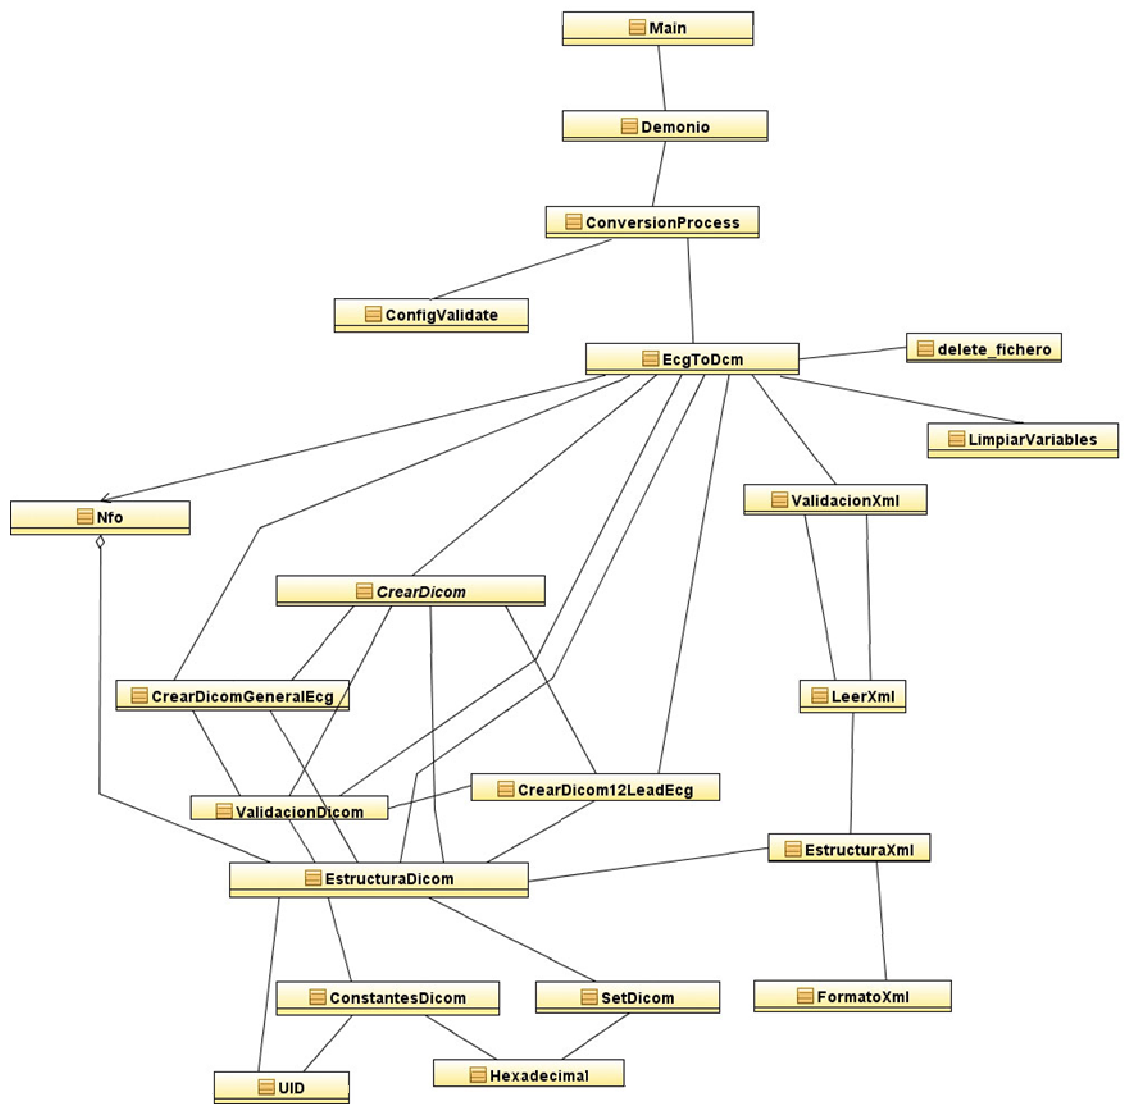 Main
Demonio
ConversionProcess
ConfigValidate
EcgToDcm
delete_fichero
LimpiarVariables
ValidacionXml
Nfo
CrearDicom
CrearDicomGeneralEcg
LeerXml
CrearDicom12LeadEcg
ValidacionDicom
EstructuraXml
EstructuraDicom
ConstantesDicom
SetDicom
FormatoXml
Hexadecimal
UID